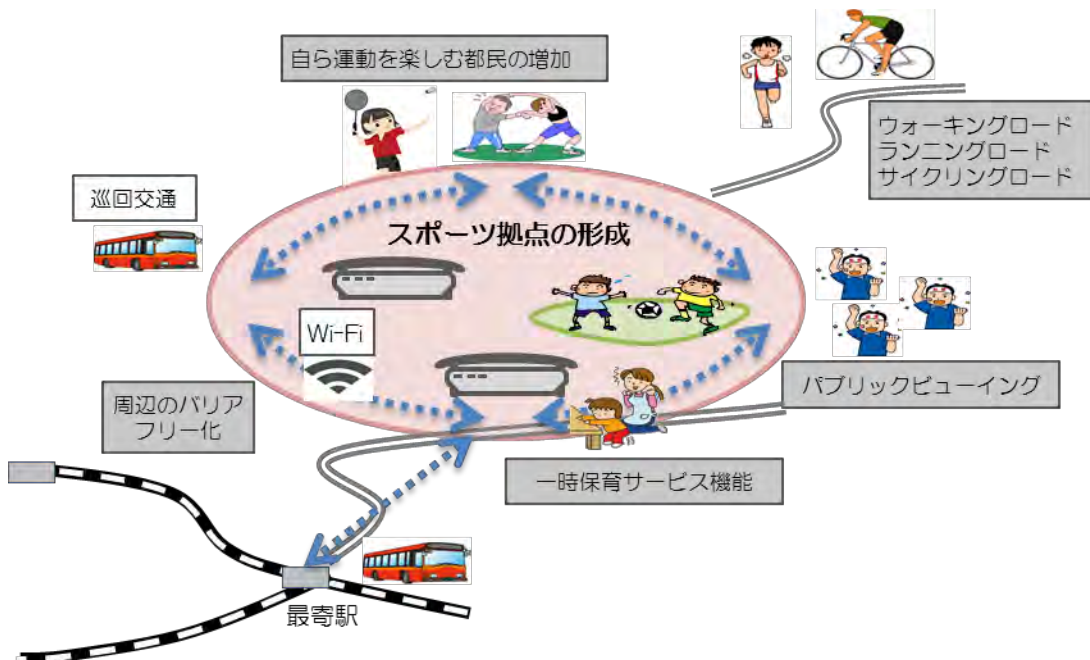 自ら運動を楽しむ都民の増加
ウォーキングロード
ランニングロード
サイクリングロード
巡回交通
スポーツ拠点の形成
Wi-Fi
パブリックビューイング
周辺のバリア
フリー化
一時保育サービス機能
最寄駅